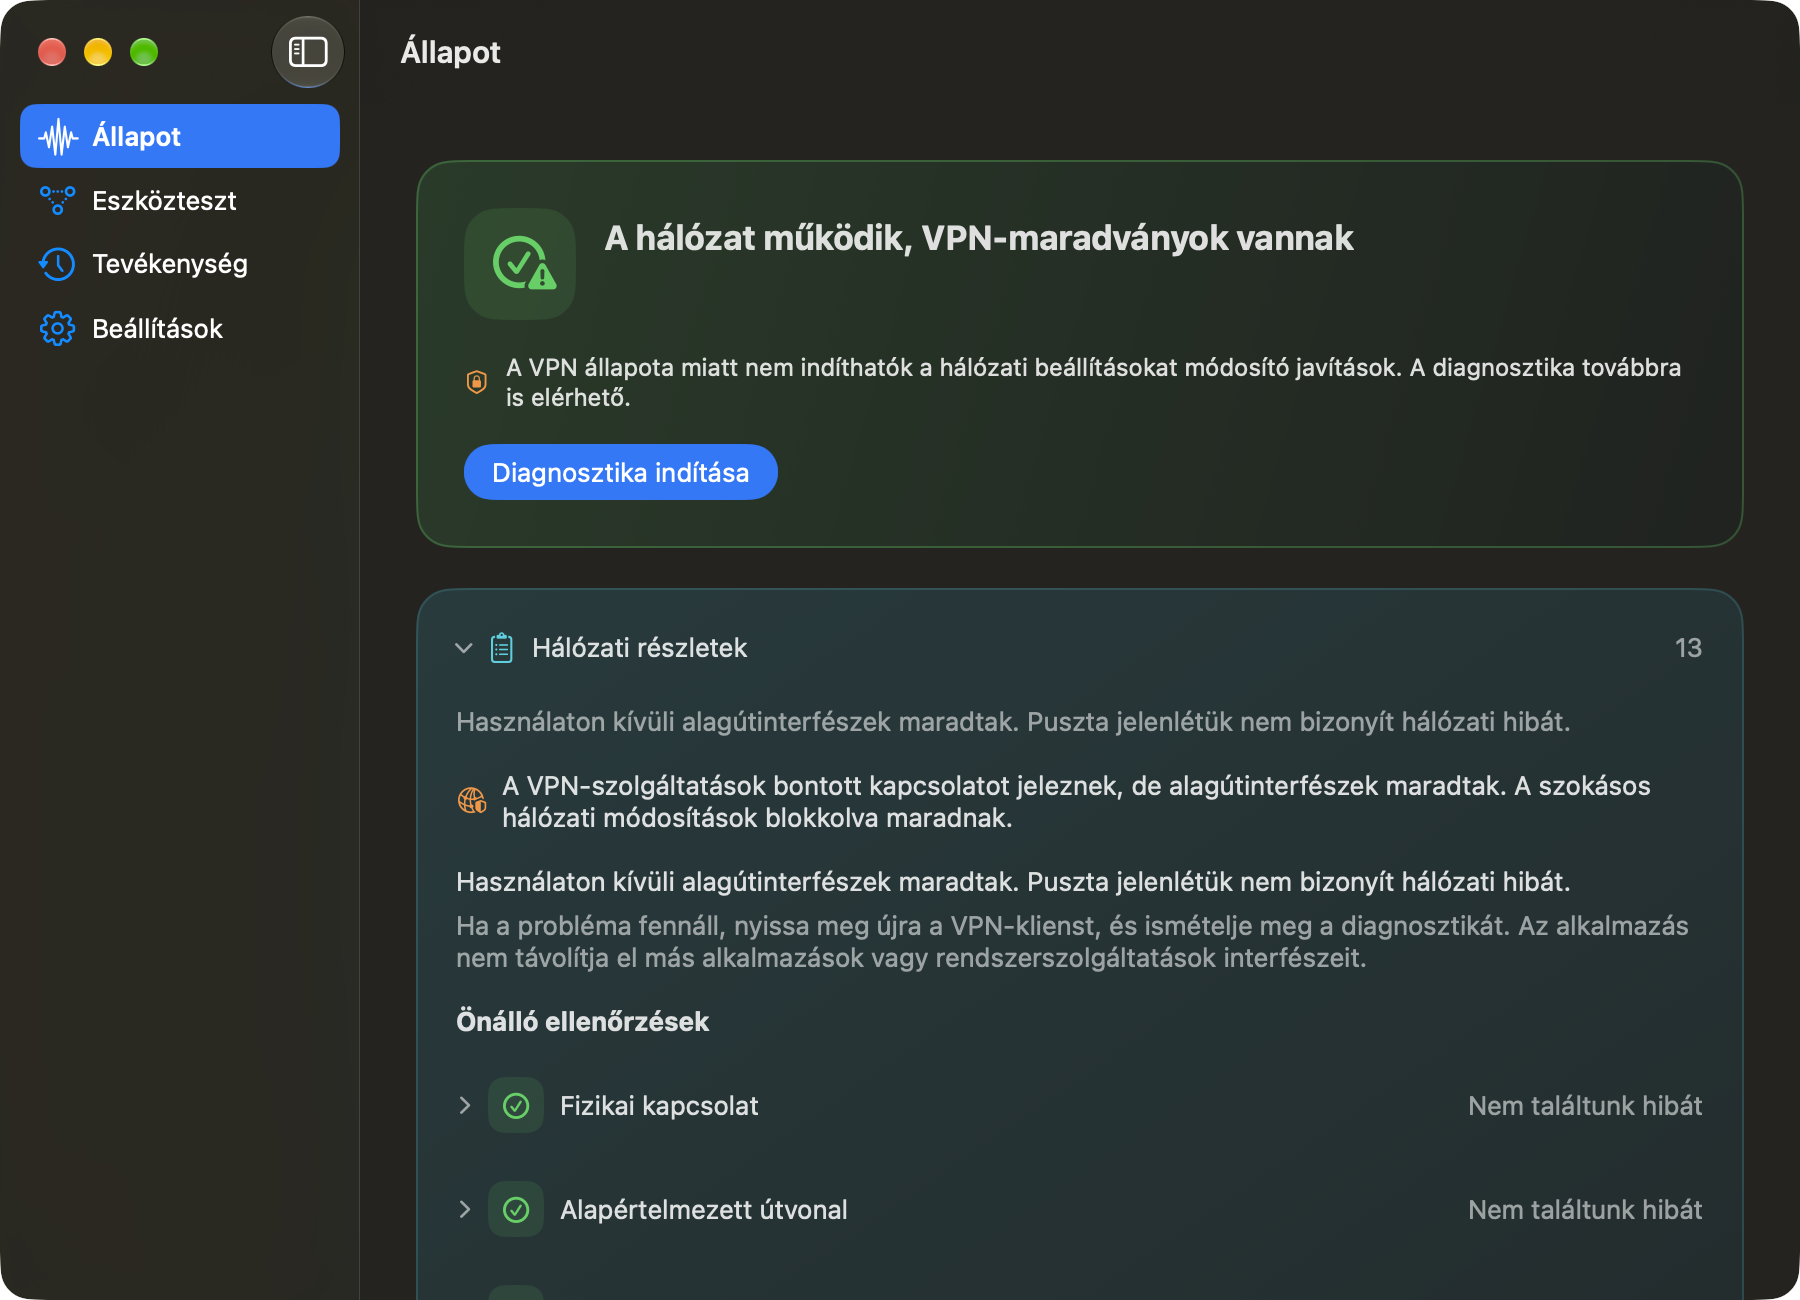 Állapot
Állapot
Eszközteszt
Tevékenység
Beállítások
A hálózat működik, VPN-maradványok vannak
A VPN állapota miatt nem indíthatók a hálózati beállításokat módosító javítások. A diagnosztika továbbra
is elérhető.
Diagnosztika indítása
Hálózati részletek 13
Használaton kívüli alagútinterfészek maradtak. Puszta jelenlétük nem bizonyít hálózati hibát.
A VPN-szolgáltatások bontott kapcsolatot jeleznek, de alagútinterfészek maradtak. A szokásos
hálózati módosítások blokkolva maradnak.
Használaton kívüli alagútinterfészek maradtak. Puszta jelenlétük nem bizonyít hálózati hibát.
Ha a probléma fennáll, nyissa meg újra a VPN-klienst, és ismételje meg a diagnosztikát. Az alkalmazás
nem távolítja el más alkalmazások vagy rendszerszolgáltatások interfészeit.
Önálló ellenőrzések
Fizikai kapcsolat Nem találtunk hibát
Alapértelmezett útvonal Nem találtunk hibát